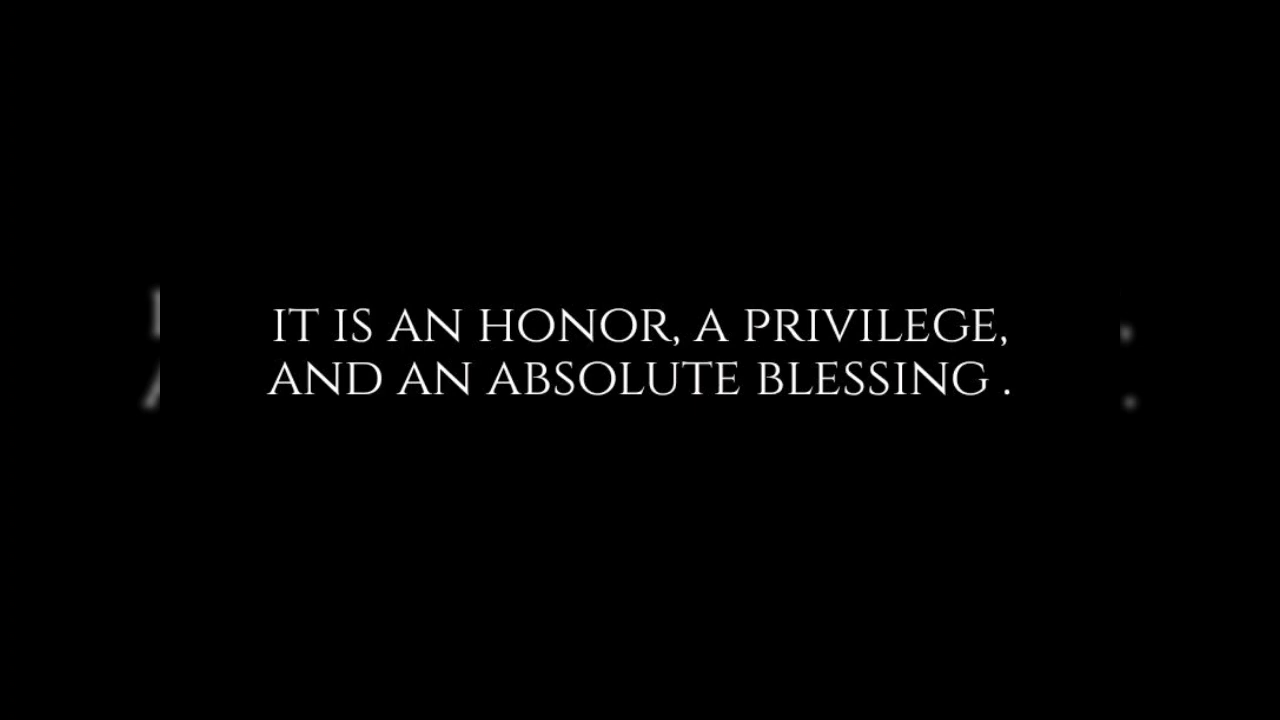 IT IS AN HONOR, A PRIVILEGE,
AND AN ABSOLUTE BLESSING .